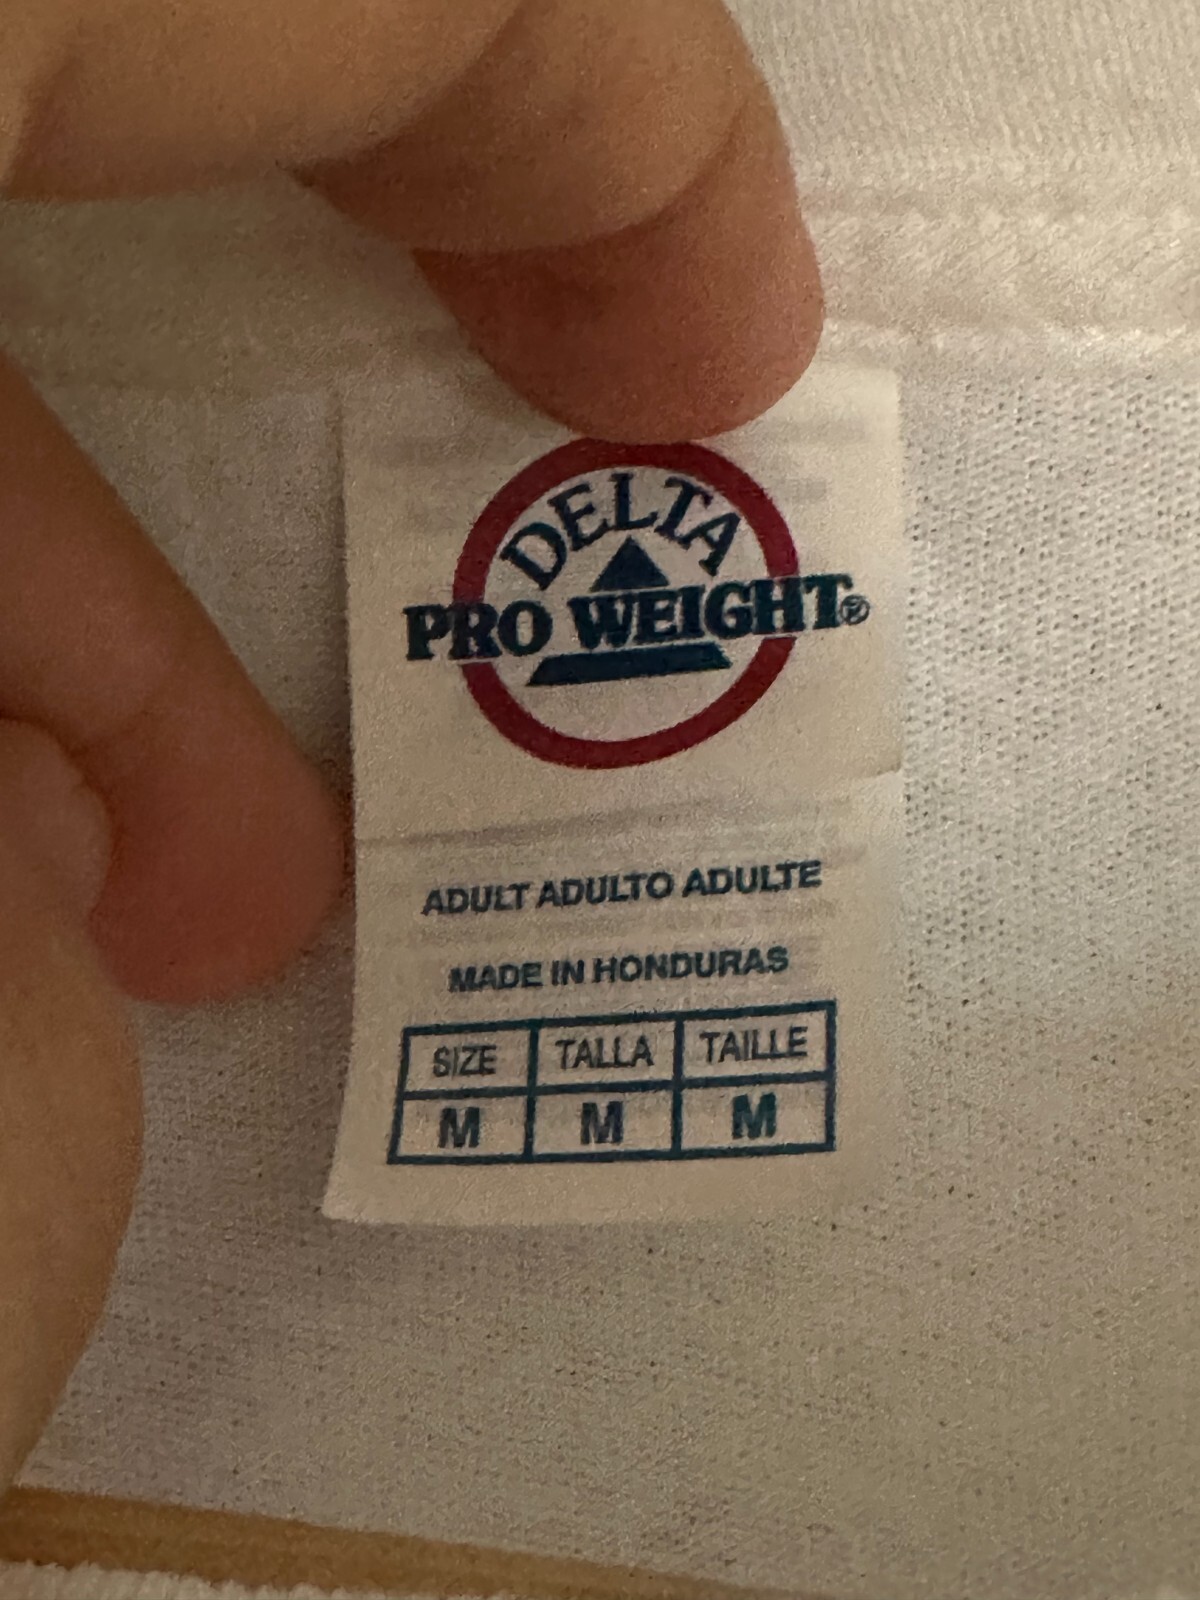 DELTA
PRO WEIGHT®
ADULT ADULTO ADULTE
MADE IN HONDURAS
SIZE TALLA TAILLE
M M M